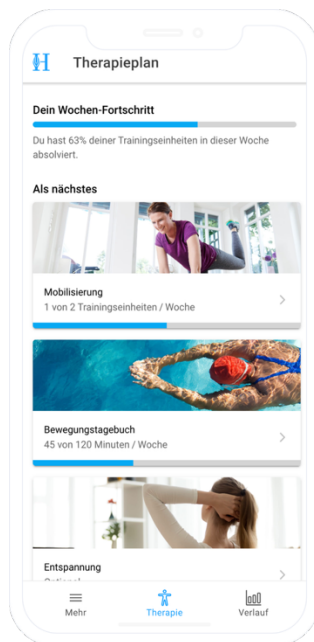 H
Therapieplan
Dein Wochen-Fortschritt
Du hast 63% deiner Trainingseinheiten in dieser Woche
absolviert.
Als nächstes
Mobilisierung
1 von 2 Trainingseinheiten / Woche
Bewegungstagebuch
45 von 120 Minuten / Woche
Entspannung
Mehr
Therapie
Verlauf